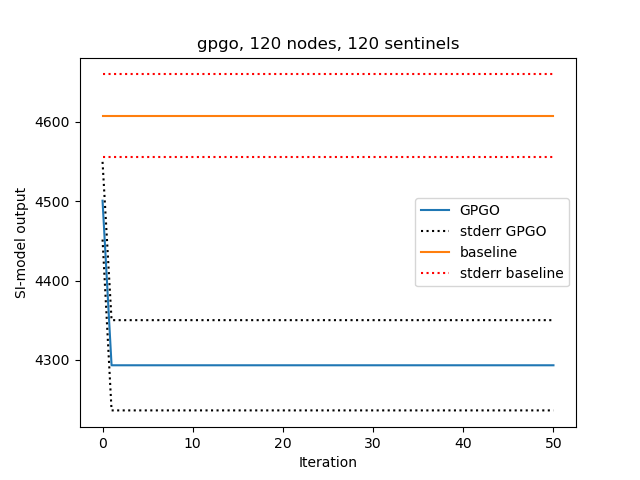 gpgo, 120 nodes, 120 sentinels
4600
4500
4400
4300
SI-model output
GPGO
stderr GPGO
baseline
stderr baseline
0 10 20 30 40 50
Iteration